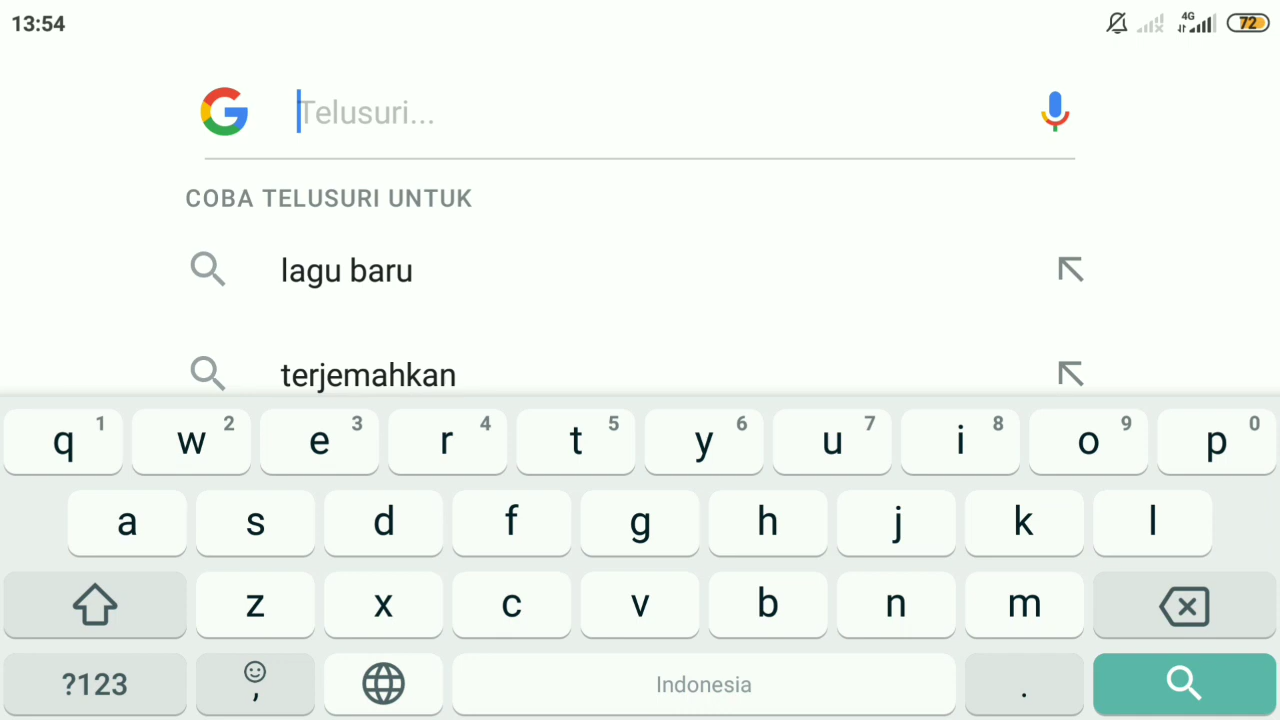 13:54 4G 72
Telusuri...
COBA TELUSURI UNTUK
lagu baru
terjemahkan
q 1 w 2 e 3 r 4 t 5 y 6 u 7 i 8 o 9 p 0
a s d f g h j k l
z x c v b n m
?123 , Indonesia .